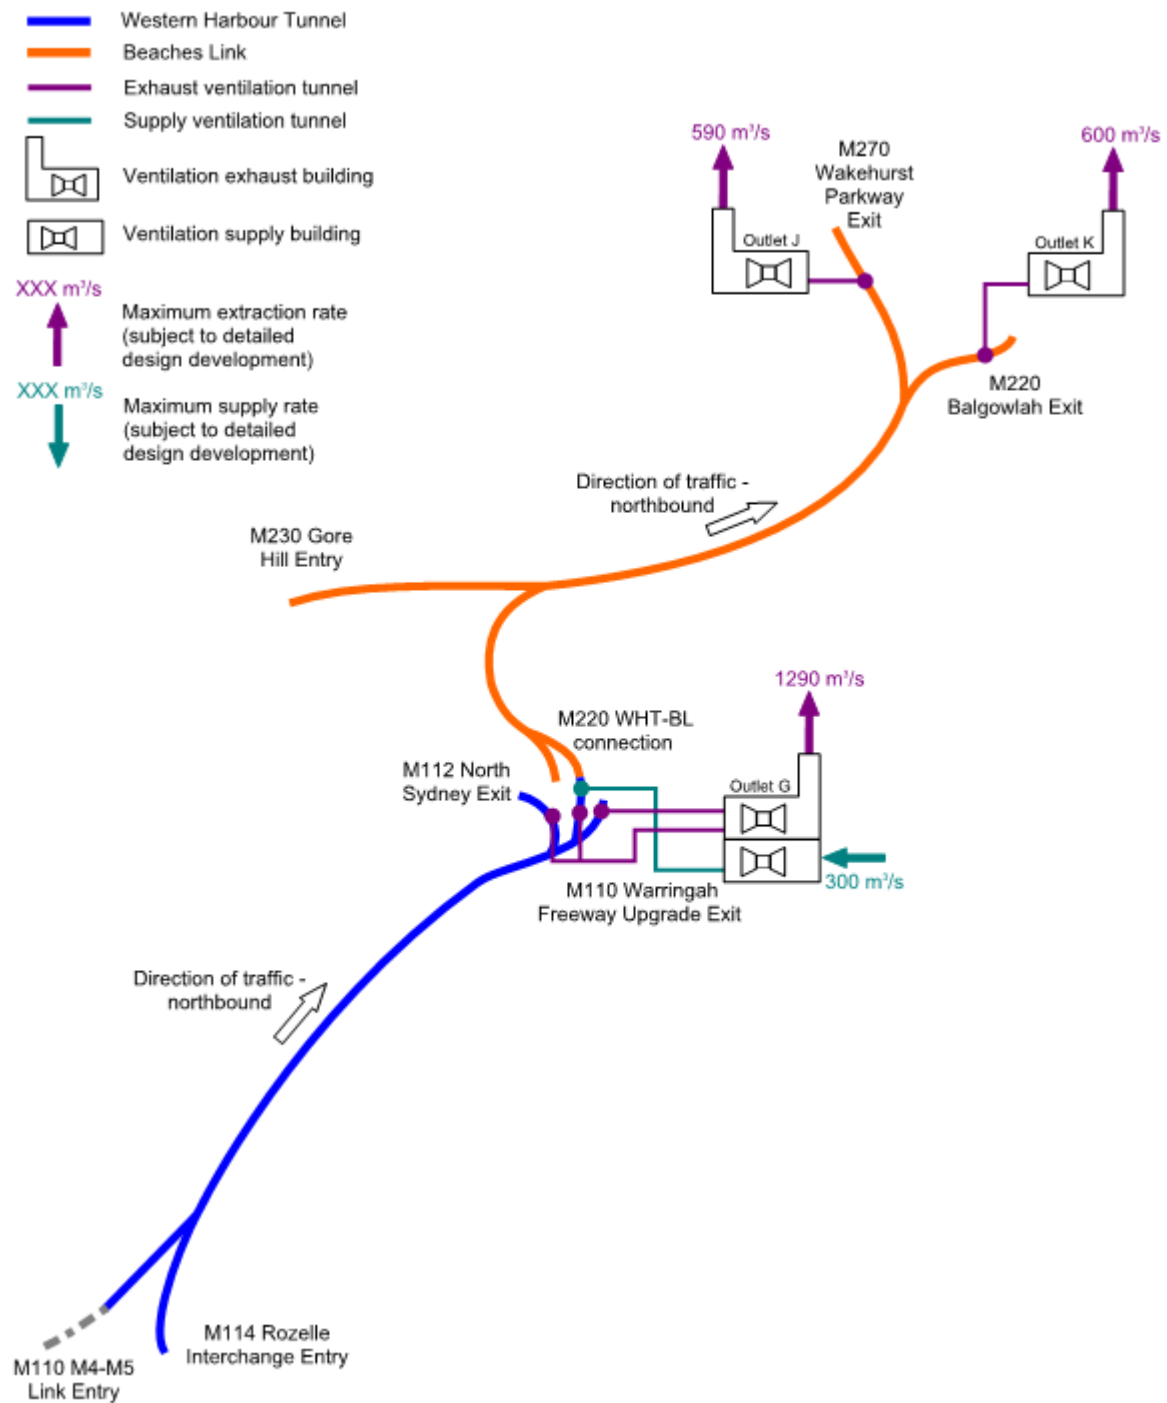 Western Harbour Tunnel
Beaches Link
Exhaust ventilation tunnel
Supply ventilation tunnel
Ventilation exhaust building
Ventilation supply building
XXX m³/s
Maximum extraction rate
(subject to detailed
design development)
XXX m³/s
Maximum supply rate
(subject to detailed
design development)
590 m³/s
M270
Wakehurst
Parkway
Exit
600 m³/s
Outlet J
Outlet K
M220
Balgowlah Exit
Direction of traffic -
northbound
M230 Gore
Hill Entry
1290 m³/s
M220 WHT-BL
connection
M112 North
Sydney Exit
Outlet G
300 m³/s
M110 Warringah
Freeway Upgrade Exit
Direction of traffic -
northbound
M114 Rozelle
Interchange Entry
M110 M4-M5
Link Entry